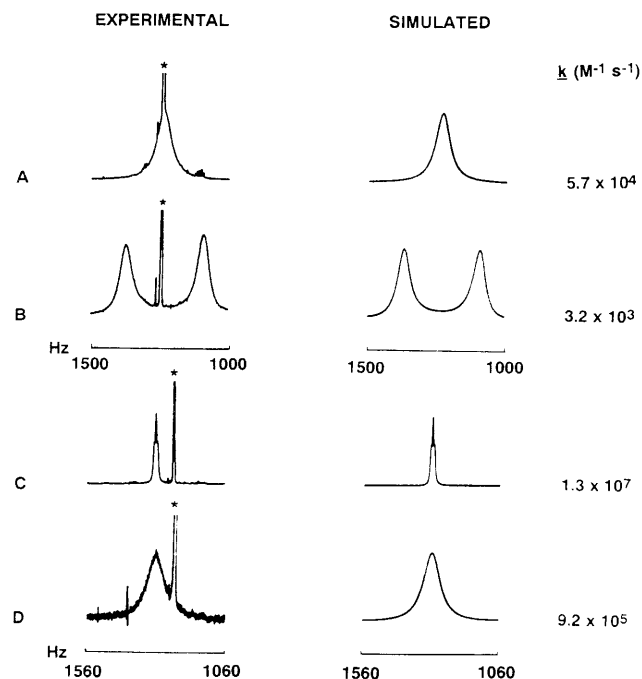 EXPERIMENTAL SIMULATED
k (M⁻¹ s⁻¹)
*
A 5.7 x 10⁴
*
B 3.2 x 10³
Hz
1500 1000 1500 1000
*
C 1.3 x 10⁷
*
D 9.2 x 10⁵
Hz
1560 1060 1560 1060